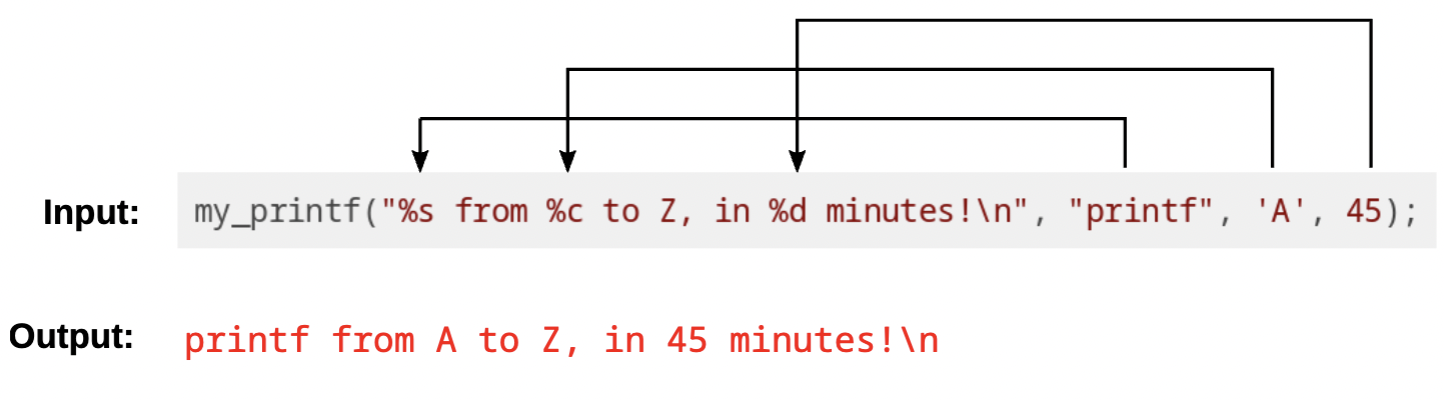 Input: my_printf("%s from %c to Z, in %d minutes!\n", "printf", 'A', 45);
Output: printf from A to Z, in 45 minutes!\n